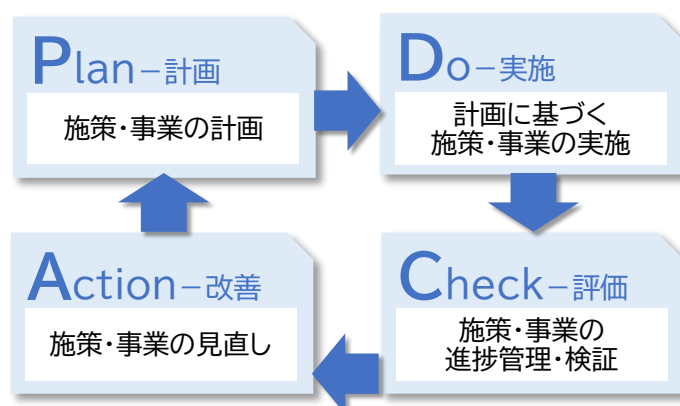 Plan−計画
施策・事業の計画
Do−実施
計画に基づく
施策・事業の実施
Check−評価
施策・事業の
進捗管理・検証
Action−改善
施策・事業の見直し